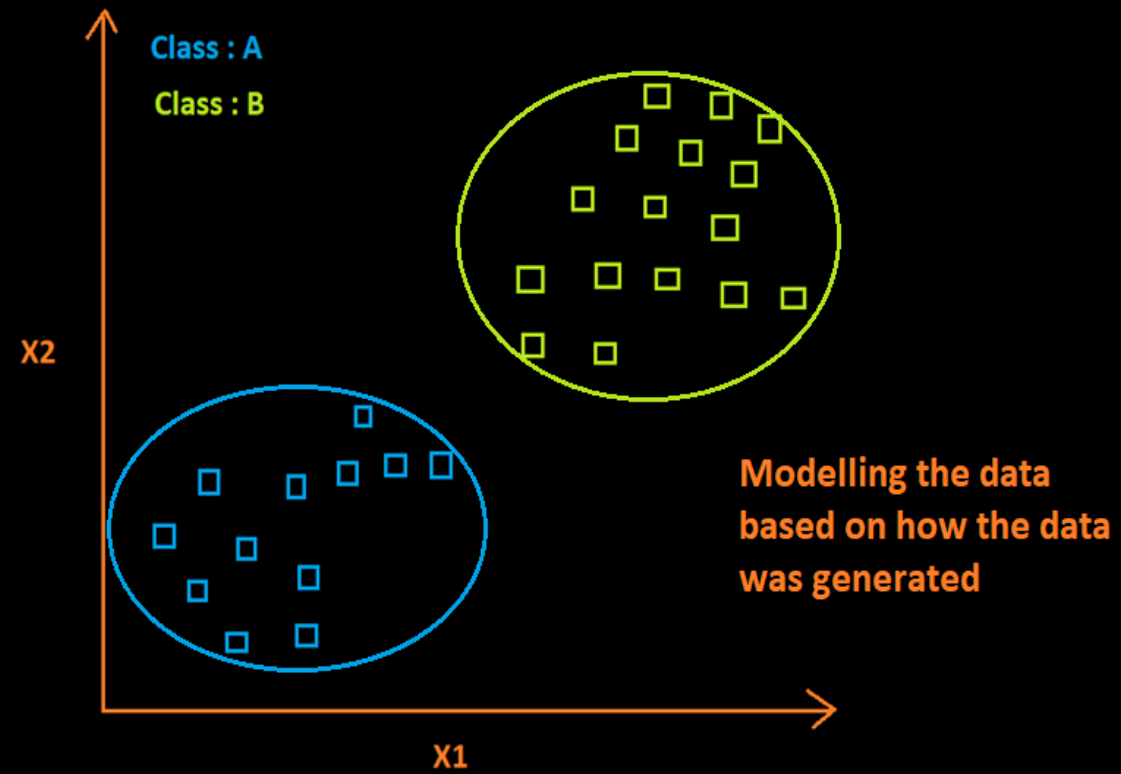 Class : A
Class : B
X2
Modelling the data
based on how the data
was generated
X1